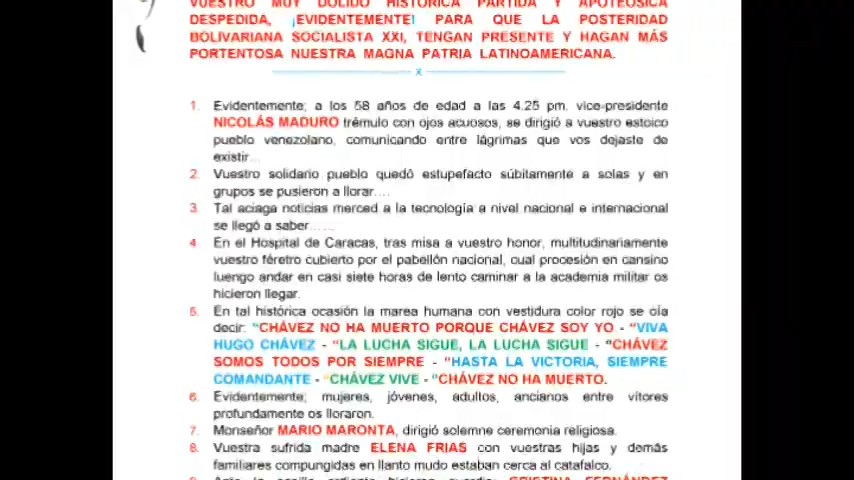 VUESTRO MUY DOLIDO HISTÓRICA PARTIDA Y APOTEÓSICA
DESPEDIDA, ¡EVIDENTEMENTE! PARA QUE LA POSTERIDAD
BOLIVARIANA SOCIALISTA XXI, TENGAN PRESENTE Y HAGAN MÁS
PORTENTOSA NUESTRA MAGNA PATRIA LATINOAMERICANA.
x
1. Evidentemente; a los 58 años de edad a las 4.25 pm. vice-presidente
NICOLÁS MADURO trémulo con ojos acuosos, se dirigió a vuestro estoico
pueblo venezolano, comunicando entre lágrimas que vos dejaste de
existir...
2. Vuestro solidario pueblo quedó estupefacto súbitamente a solas y en
grupos se pusieron a llorar....
3. Tal aciaga noticias merced a la tecnología a nivel nacional e internacional
se llegó a saber......
4. En el Hospital de Caracas, tras misa a vuestro honor, multitudinariamente
vuestro féretro cubierto por el pabellón nacional, cual procesión en cansino
luengo andar en casi siete horas de lento caminar a la academia militar os
hicieron llegar.
5. En tal histórica ocasión la marea humana con vestidura color rojo se oía
decir: "CHÁVEZ NO HA MUERTO PORQUE CHÁVEZ SOY YO - "VIVA
HUGO CHÁVEZ - "LA LUCHA SIGUE, LA LUCHA SIGUE - "CHÁVEZ
SOMOS TODOS POR SIEMPRE - "HASTA LA VICTORIA, SIEMPRE
COMANDANTE - "CHÁVEZ VIVE - "CHÁVEZ NO HA MUERTO.
6. Evidentemente; mujeres, jóvenes, adultos, ancianos entre vítores
profundamente os lloraron.
7. Monseñor MARIO MARONTA, dirigió solemne ceremonia religiosa.
8. Vuestra sufrida madre ELENA FRIAS con vuestras hijas y demás
familiares compungidas en llanto mudo estaban cerca al catafalco.
9. Ante la capilla ardiente hicieron guardia: CRISTINA FERNÁNDEZ